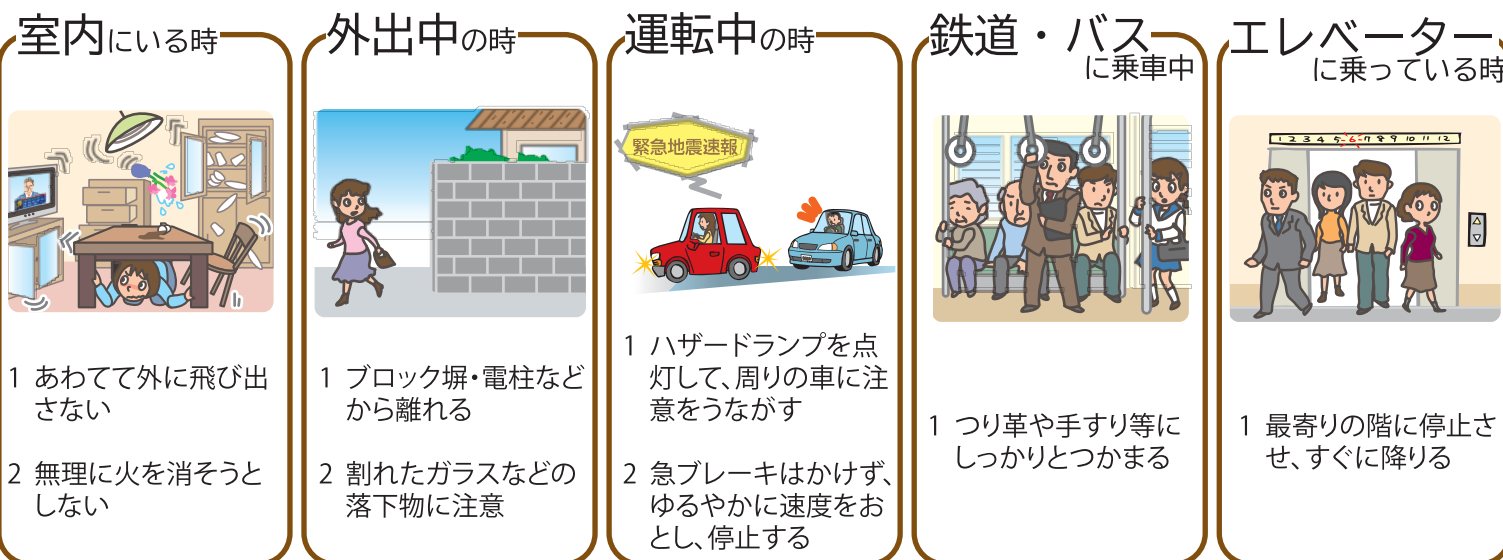 室内にいる時
1 あわてて外に飛び出
さない
2 無理に火を消そうと
しない
外出中の時
1 ブロック塀・電柱など
から離れる
2 割れたガラスなどの
落下物に注意
運転中の時
緊急地震速報
1 ハザードランプを点
灯して、周りの車に注
意をうながす
2 急ブレーキはかけず、
ゆるやかに速度をお
とし、停止する
鉄道・バス
に乗車中
1 つり革や手すり等に
しっかりとつかまる
エレベーター
に乗っている時
1 2 3 4 5 6 7 8 9 10 11 12
1 最寄りの階に停止さ
せ、すぐに降りる